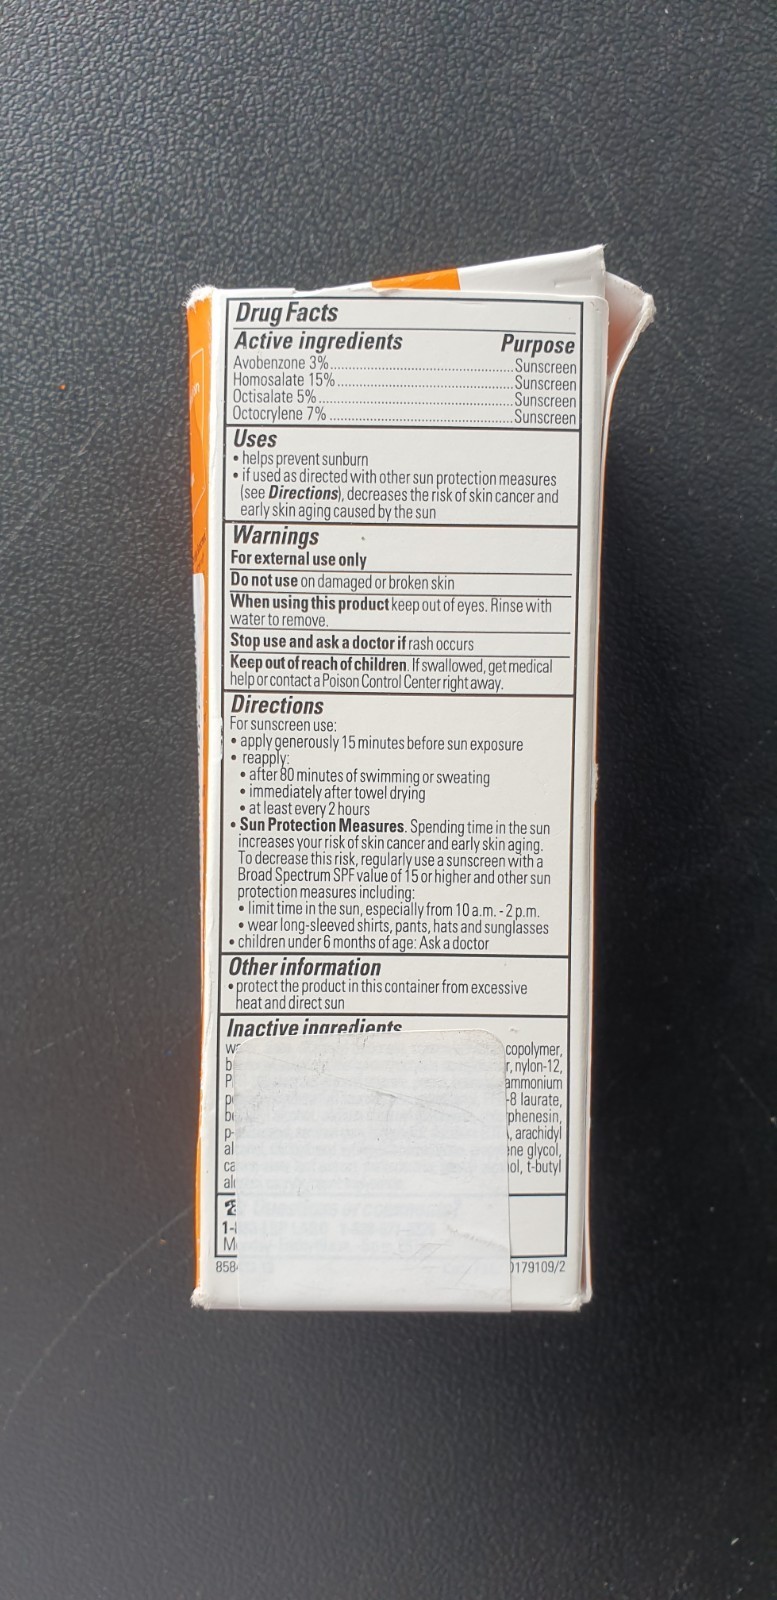 Drug Facts
Active ingredients Purpose
Avobenzone 3%........................................................Sunscreen
Homosalate 15%......................................................Sunscreen
Octisalate 5%..........................................................Sunscreen
Octocrylene 7%.......................................................Sunscreen
Uses
• helps prevent sunburn
• if used as directed with other sun protection measures
(see Directions), decreases the risk of skin cancer and
early skin aging caused by the sun
Warnings
For external use only
Do not use on damaged or broken skin
When using this product keep out of eyes. Rinse with
water to remove.
Stop use and ask a doctor if rash occurs
Keep out of reach of children. If swallowed, get medical
help or contact a Poison Control Center right away.
Directions
For sunscreen use:
• apply generously 15 minutes before sun exposure
• reapply:
• after 80 minutes of swimming or sweating
• immediately after towel drying
• at least every 2 hours
• Sun Protection Measures. Spending time in the sun
increases your risk of skin cancer and early skin aging.
To decrease this risk, regularly use a sunscreen with a
Broad Spectrum SPF value of 15 or higher and other sun
protection measures including:
• limit time in the sun, especially from 10 a.m. - 2 p.m.
• wear long-sleeved shirts, pants, hats and sunglasses
• children under 6 months of age: Ask a doctor
Other information
• protect the product in this container from excessive
heat and direct sun
Inactive ingredients
copolymer,
nylon-12,
ammonium
-8 laurate,
arachidyl
glycol,
t-butyl
179109/2